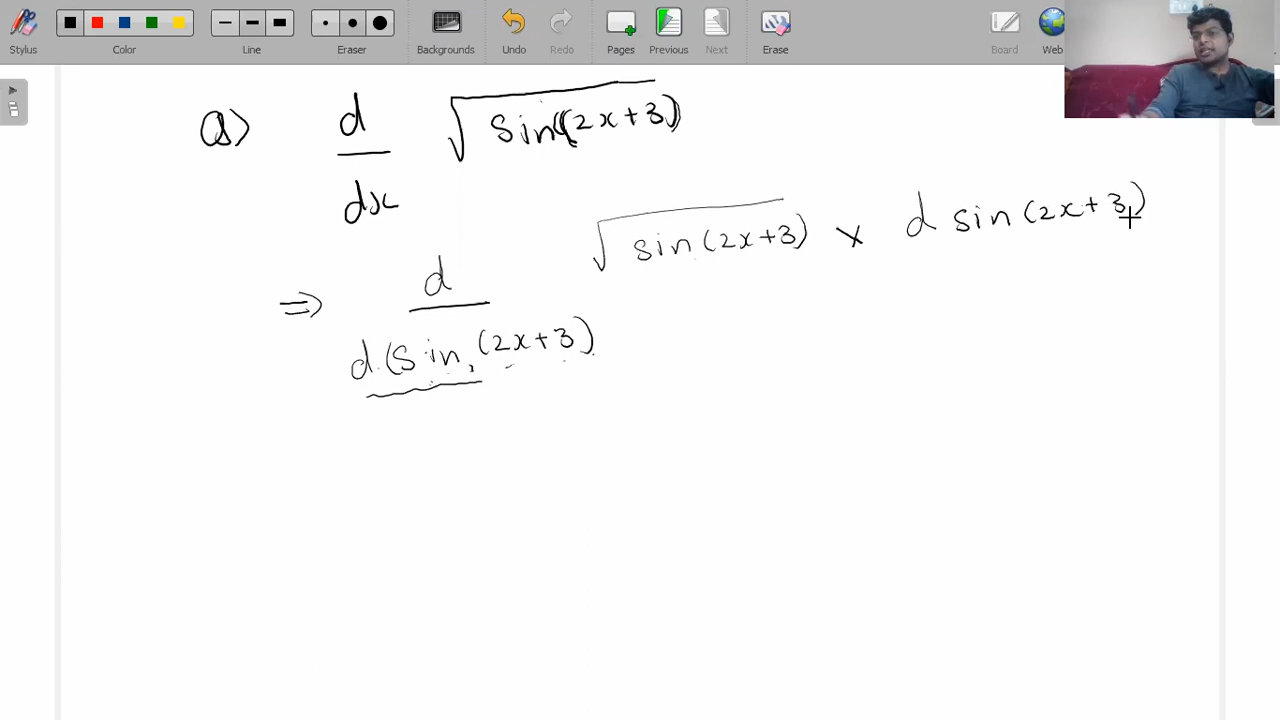 Stylus Color Line Eraser Backgrounds Undo Redo Pages Previous Next Erase Board Web
Q) d/dx √sin(2x+3)
⇒ d/d(sin(2x+3)) √sin(2x+3) × d sin(2x+3)